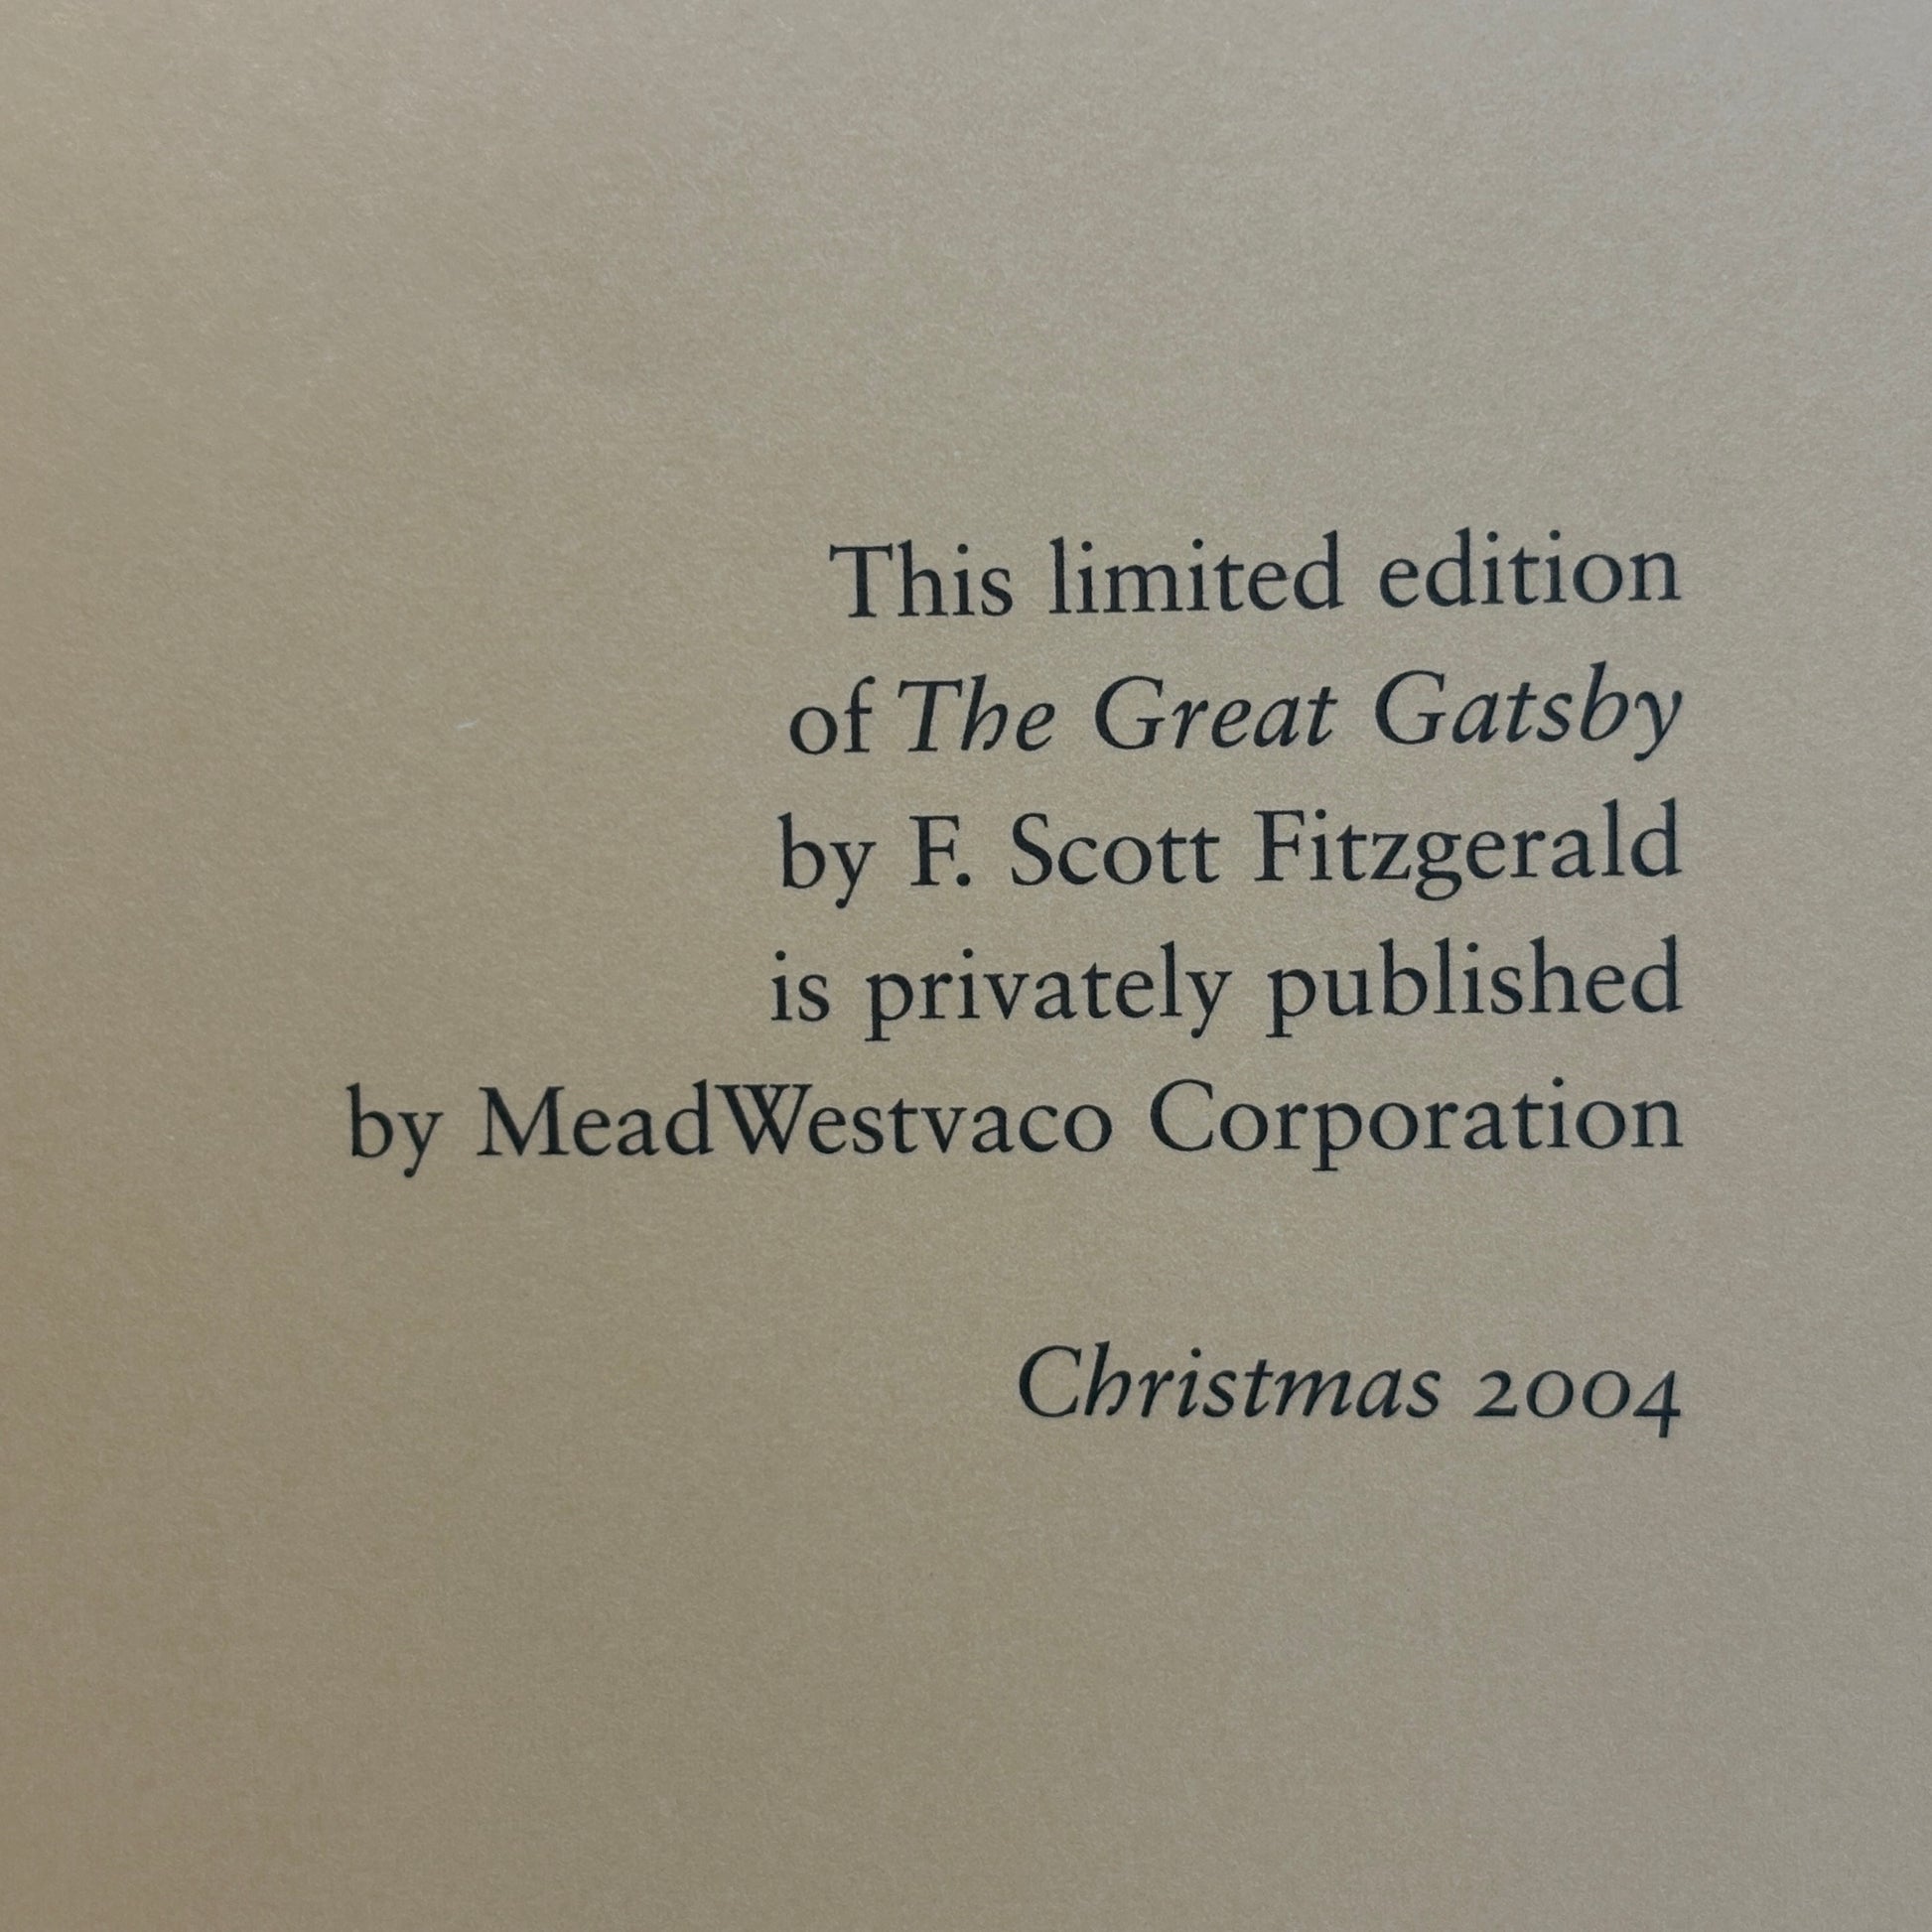 This limited edition
of The Great Gatsby
by F. Scott Fitzgerald
is privately published
by MeadWestvaco Corporation
Christmas 2004